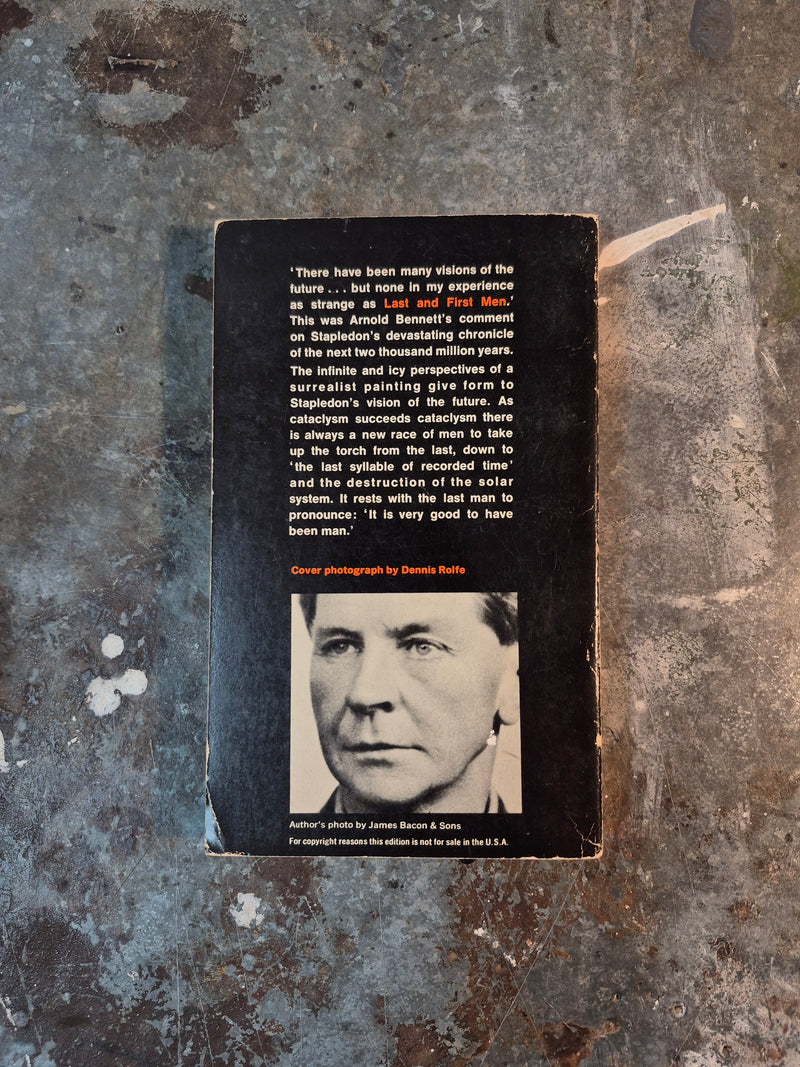 ‘There have been many visions of the
future . . . but none in my experience
as strange as Last and First Men.’
This was Arnold Bennett’s comment
on Stapledon’s devastating chronicle
of the next two thousand million years.
The infinite and icy perspectives of a
surrealist painting give form to
Stapledon’s vision of the future. As
cataclysm succeeds cataclysm there
is always a new race of men to take
up the torch from the last, down to
‘the last syllable of recorded time’
and the destruction of the solar
system. It rests with the last man to
pronounce: ‘It is very good to have
been man.’
Cover photograph by Dennis Rolfe
Author’s photo by James Bacon & Sons
For copyright reasons this edition is not for sale in the U.S.A.